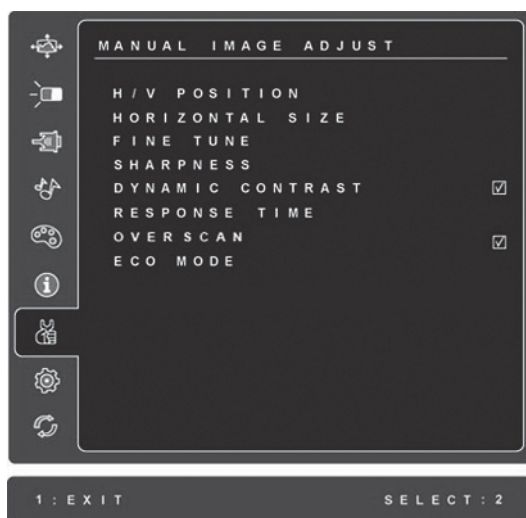 MANUAL IMAGE ADJUST
H/V POSITION
HORIZONTAL SIZE
FINE TUNE
SHARPNESS
DYNAMIC CONTRAST ☑
RESPONSE TIME
OVERSCAN ☑
ECO MODE
1:EXIT SELECT:2